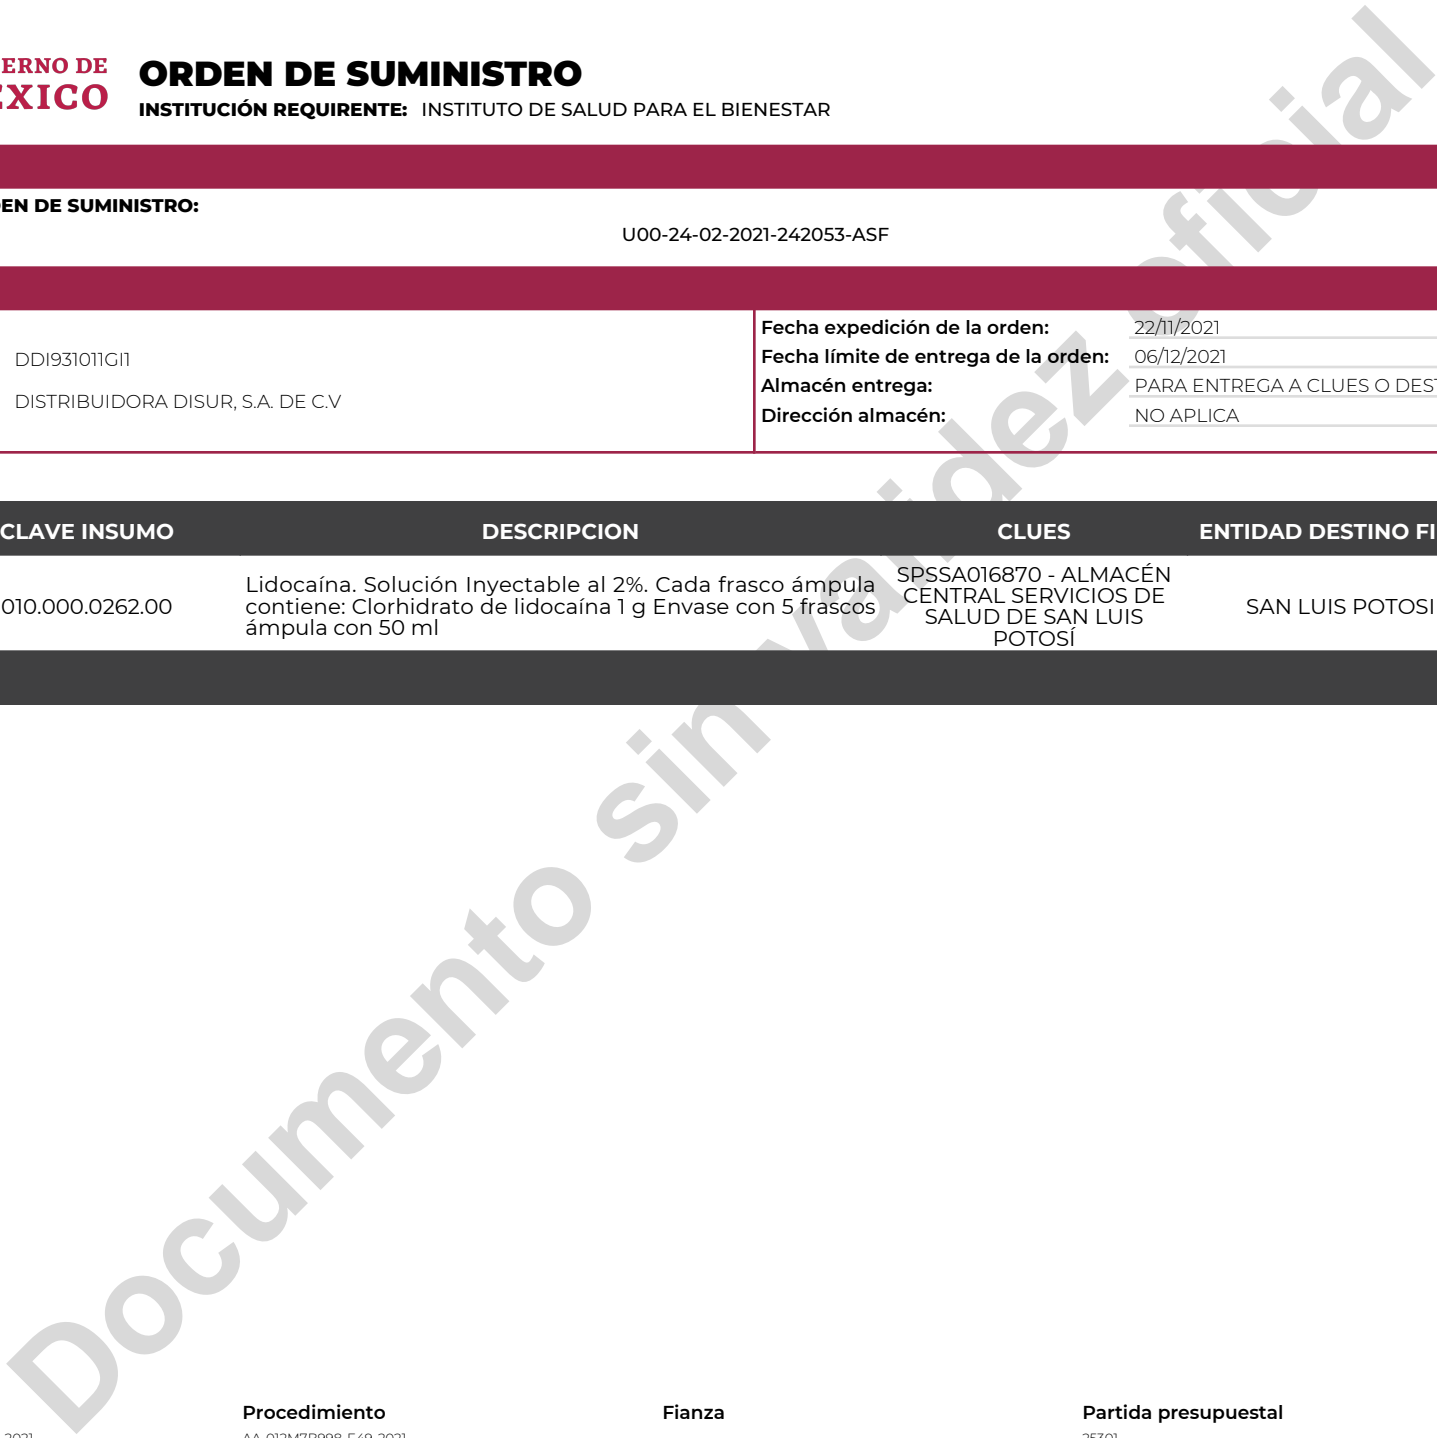 ERNO DE
EXICO
ORDEN DE SUMINISTRO
INSTITUCIÓN REQUIRENTE: INSTITUTO DE SALUD PARA EL BIENESTAR
EN DE SUMINISTRO:
U00-24-02-2021-242053-ASF
DDI931011GI1
DISTRIBUIDORA DISUR, S.A. DE C.V
Fecha expedición de la orden: 22/11/2021
Fecha límite de entrega de la orden: 06/12/2021
Almacén entrega: PARA ENTREGA A CLUES O DEST
Dirección almacén: NO APLICA
CLAVE INSUMO DESCRIPCION CLUES ENTIDAD DESTINO FI
010.000.0262.00
Lidocaína. Solución Inyectable al 2%. Cada frasco ámpula
contiene: Clorhidrato de lidocaína 1 g Envase con 5 frascos
ámpula con 50 ml
SPSSA016870 - ALMACÉN
CENTRAL SERVICIOS DE
SALUD DE SAN LUIS
POTOSÍ
SAN LUIS POTOSI
Documento sin validez oficial
Procedimiento Fianza Partida presupuestal